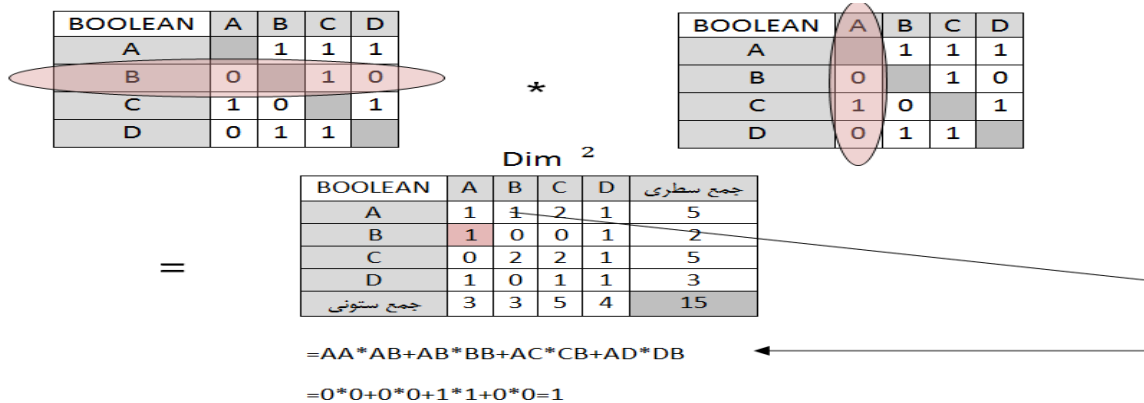 BOOLEAN A B C D
A 1 1 1
B 0 1 0
C 1 0 1
D 0 1 1
*
BOOLEAN A B C D
A 1 1 1
B 0 1 0
C 1 0 1
D 0 1 1
Dim 2
=
BOOLEAN A B C D جمع سطری
A 1 1 2 1 5
B 1 0 0 1 2
C 0 2 2 1 5
D 1 0 1 1 3
جمع ستونی 3 3 5 4 15
=AA*AB+AB*BB+AC*CB+AD*DB
=0*0+0*0+1*1+0*0=1